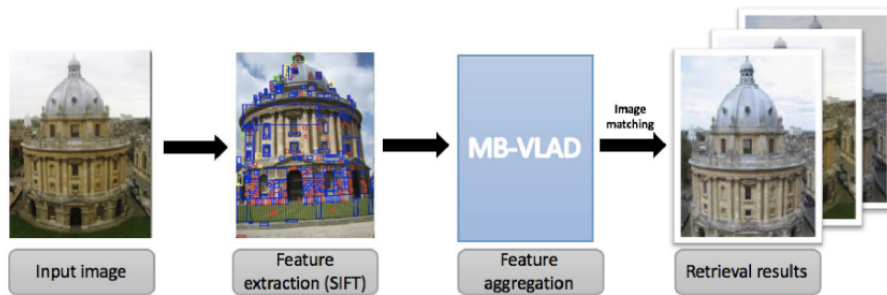 Image
matching
MB-VLAD
Input image
Feature
extraction (SIFT)
Feature
aggregation
Retrieval results